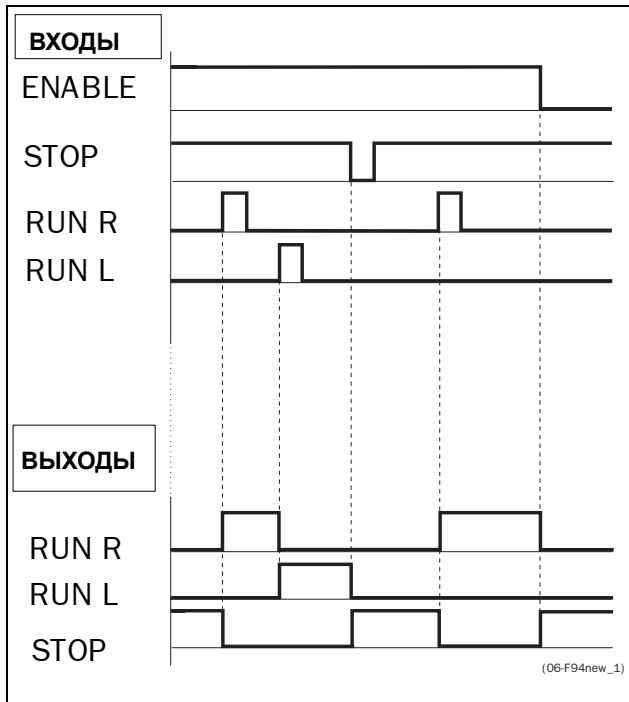 ВХОДЫ
ENABLE
STOP
RUN R
RUN L
ВЫХОДЫ
RUN R
RUN L
STOP
(06-F94new_1)